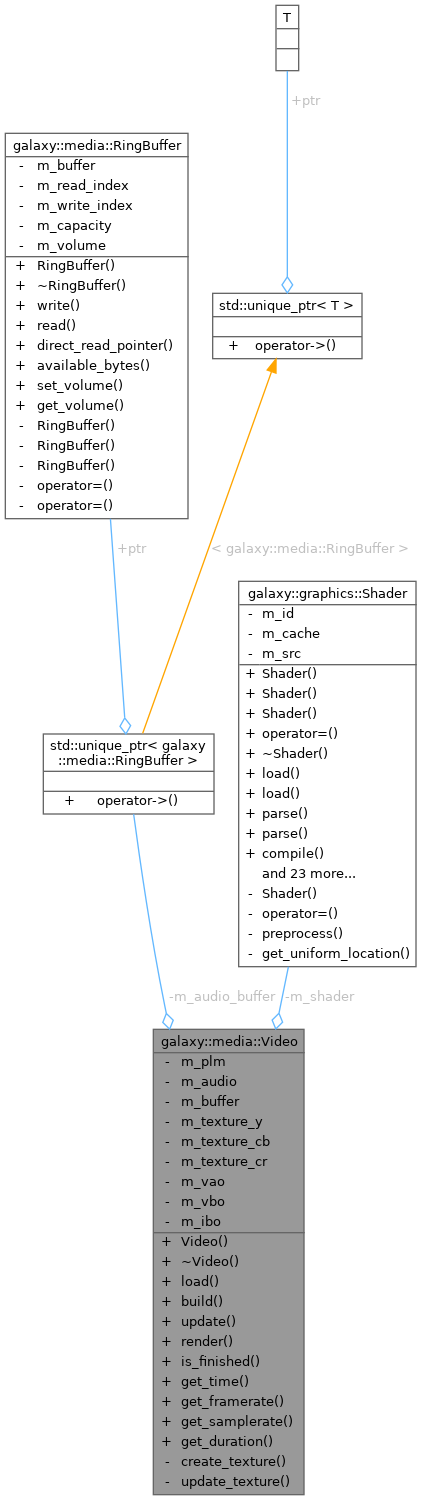 T
+ptr
galaxy::media::RingBuffer
- m_buffer
- m_read_index
- m_write_index
- m_capacity
- m_volume
+ RingBuffer()
+ ~RingBuffer()
+ write()
+ read()
+ direct_read_pointer()
+ available_bytes()
+ set_volume()
+ get_volume()
- RingBuffer()
- RingBuffer()
- RingBuffer()
- operator=()
- operator=()
std::unique_ptr< T >
+ operator->()
+ptr
< galaxy::media::RingBuffer >
galaxy::graphics::Shader
- m_id
- m_cache
- m_src
+ Shader()
+ Shader()
+ Shader()
+ operator=()
+ ~Shader()
+ load()
+ load()
+ parse()
+ parse()
+ compile()
and 23 more...
- Shader()
- operator=()
- preprocess()
- get_uniform_location()
std::unique_ptr< galaxy
::media::RingBuffer >
+ operator->()
-m_audio_buffer
-m_shader
galaxy::media::Video
- m_plm
- m_audio
- m_buffer
- m_texture_y
- m_texture_cb
- m_texture_cr
- m_vao
- m_vbo
- m_ibo
+ Video()
+ ~Video()
+ load()
+ build()
+ update()
+ render()
+ is_finished()
+ get_time()
+ get_framerate()
+ get_samplerate()
+ get_duration()
- create_texture()
- update_texture()